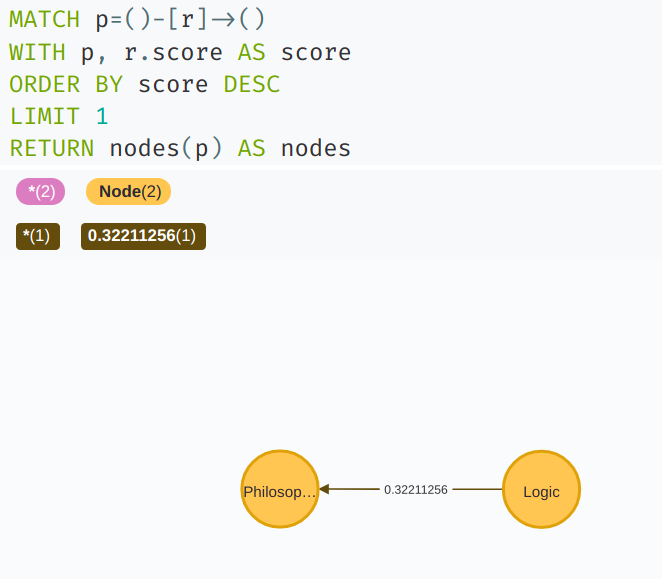 MATCH p=()-[r]->()
WITH p, r.score AS score
ORDER BY score DESC
LIMIT 1
RETURN nodes(p) AS nodes
*(2) Node(2)
*(1) 0.32211256(1)
Philosop… 0.32211256 Logic